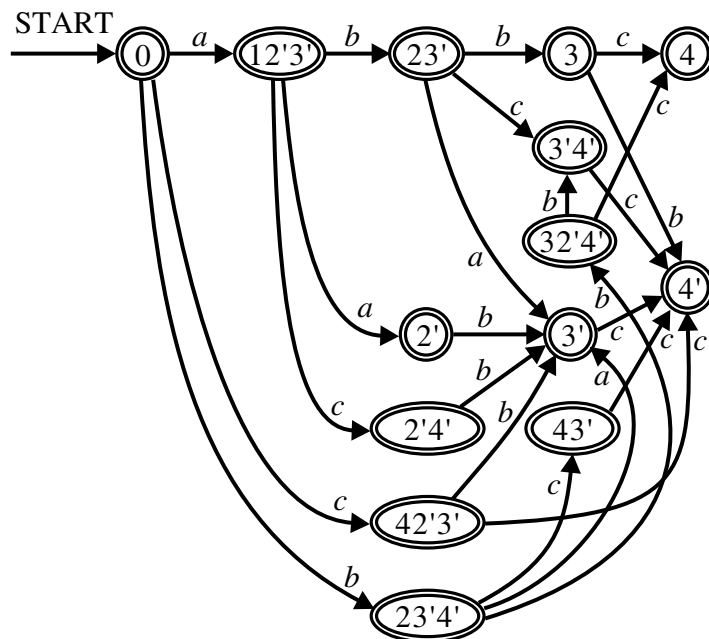 START
0 a 12'3' b 23' b 3 c 4
c c
3'4'
b c b
32'4'
a b 4'
a 2' b 3' c c c
b a
c 2'4' b 43'
c
c 42'3'
b
23'4'